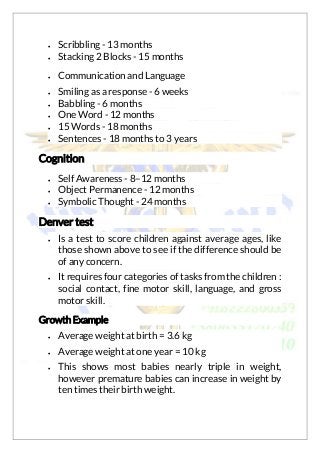 • Scribbling - 13 months
• Stacking 2 Blocks - 15 months
• Communication and Language
• Smiling as a response - 6 weeks
• Babbling - 6 months
• One Word - 12 months
• 15 Words - 18 months
• Sentences - 18 months to 3 years
Cognition
• Self Awareness - 8–12 months
• Object Permanence - 12 months
• Symbolic Thought - 24 months
Denver test
• Is a test to score children against average ages, like
those shown above to see if the difference should be
of any concern.
• It requires four categories of tasks from the children :
social contact, fine motor skill, language, and gross
motor skill.
Growth Example
• Average weight at birth = 3.6 kg
• Average weight at one year = 10 kg
• This shows most babies nearly triple in weight,
however premature babies can increase in weight by
ten times their birth weight.